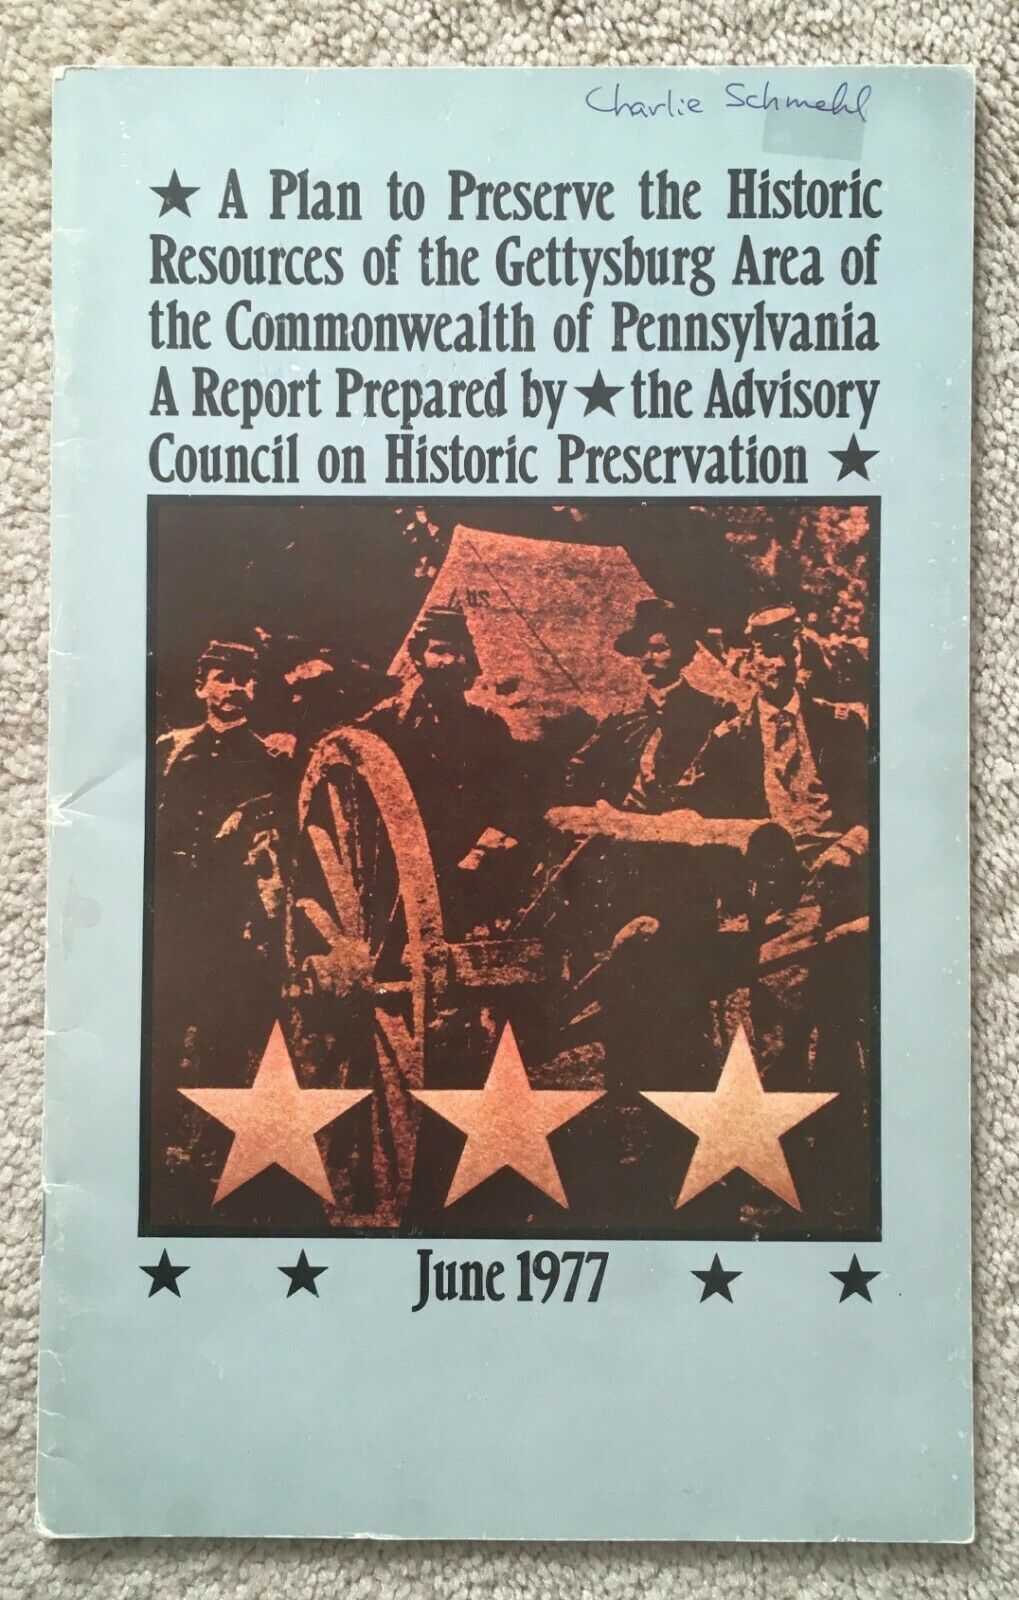 Charlie Schmehl
★ A Plan to Preserve the Historic
Resources of the Gettysburg Area of
the Commonwealth of Pennsylvania
A Report Prepared by ★ the Advisory
Council on Historic Preservation ★
US
★ ★ June 1977 ★ ★